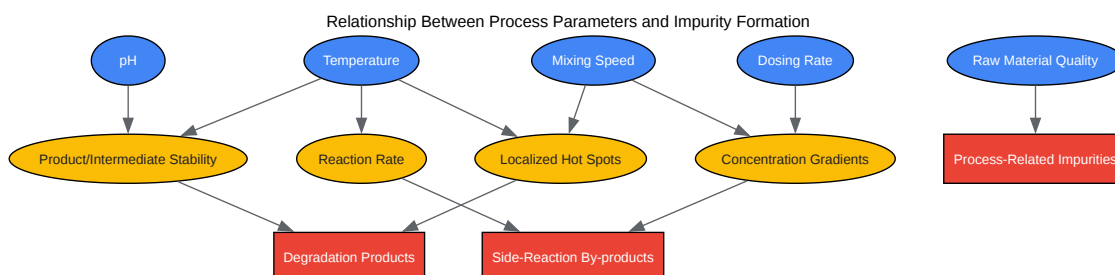 Relationship Between Process Parameters and Impurity Formation
pH
Temperature
Mixing Speed
Dosing Rate
Raw Material Quality
Product/Intermediate Stability
Reaction Rate
Localized Hot Spots
Concentration Gradients
Process-Related Impurities
Degradation Products
Side-Reaction By-products